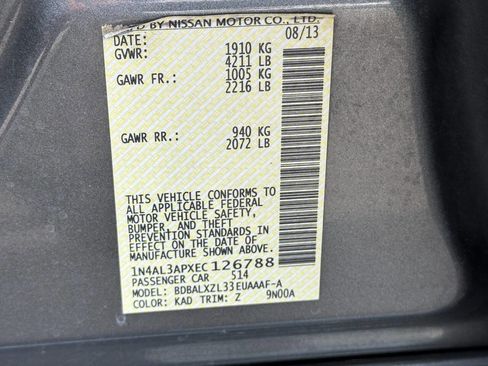 D BY NISSAN MOTOR CO., LTD.
DATE: 08/13
GVWR: 1910 KG
4211 LB
GAWR FR.: 1005 KG
2216 LB
GAWR RR.: 940 KG
2072 LB
THIS VEHICLE CONFORMS TO
ALL APPLICABLE FEDERAL
MOTOR VEHICLE SAFETY,
BUMPER, AND THEFT
PREVENTION STANDARDS IN
EFFECT ON THE DATE OF
MANUFACTURE SHOWN ABOVE.
1N4AL3APXEC126788
PASSENGER CAR 514
MODEL: BDBALXZL33EUAAAF-A
COLOR: KAD TRIM: Z 9N00A